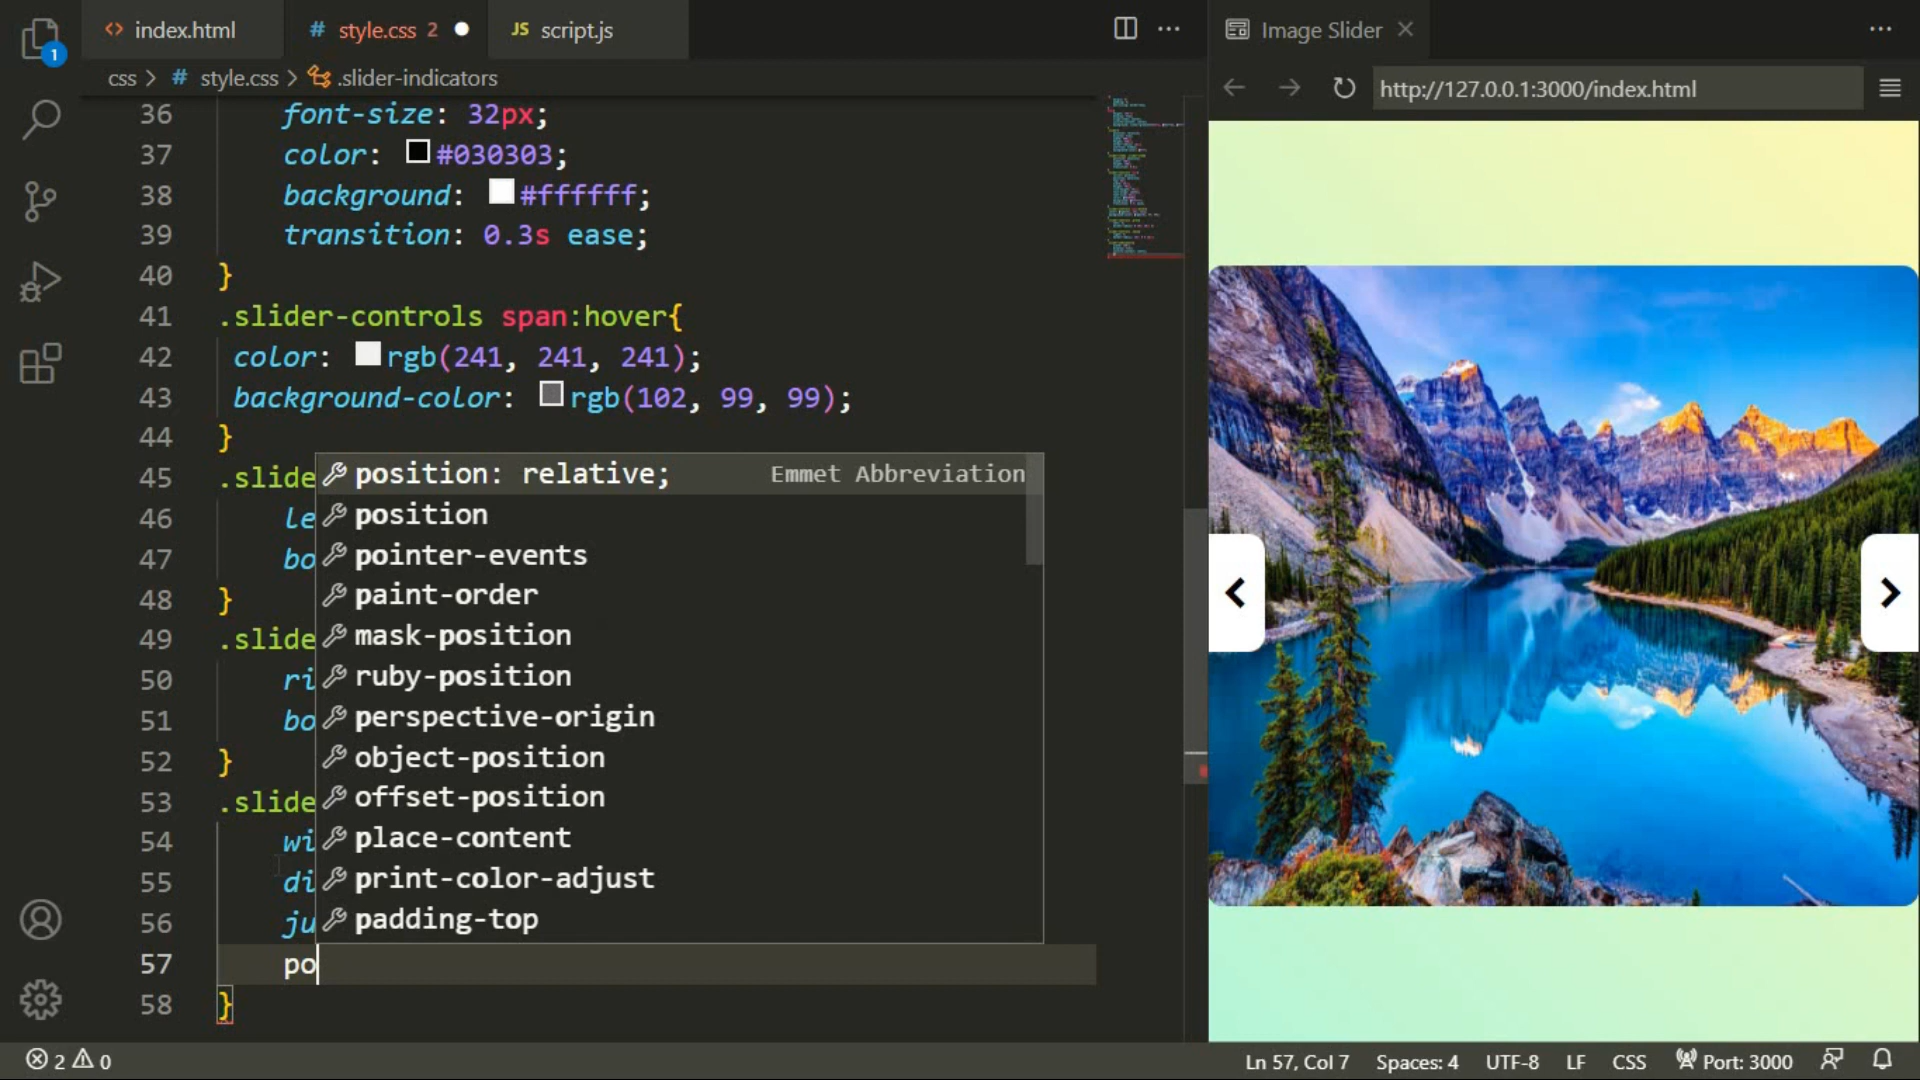 index.html
style.css 2
JS script.js
Image Slider
1
css > # style.css > .slider-indicators
http://127.0.0.1:3000/index.html
36 font-size: 32px;
37 color: #030303;
38 background: #ffffff;
39 transition: 0.3s ease;
40 }
41 .slider-controls span:hover{
42 color: rgb(241, 241, 241);
43 background-color: rgb(102, 99, 99);
44 }
45 .slide
46 le
47 bo
48 }
49 .slide
50 ri
51 bo
52 }
53 .slide
54 wi
55 di
56 ju
57 po
58 }
position: relative; Emmet Abbreviation
position
pointer-events
paint-order
mask-position
ruby-position
perspective-origin
object-position
offset-position
place-content
print-color-adjust
padding-top
2 0
Ln 57, Col 7
Spaces: 4
UTF-8
LF
CSS
Port: 3000